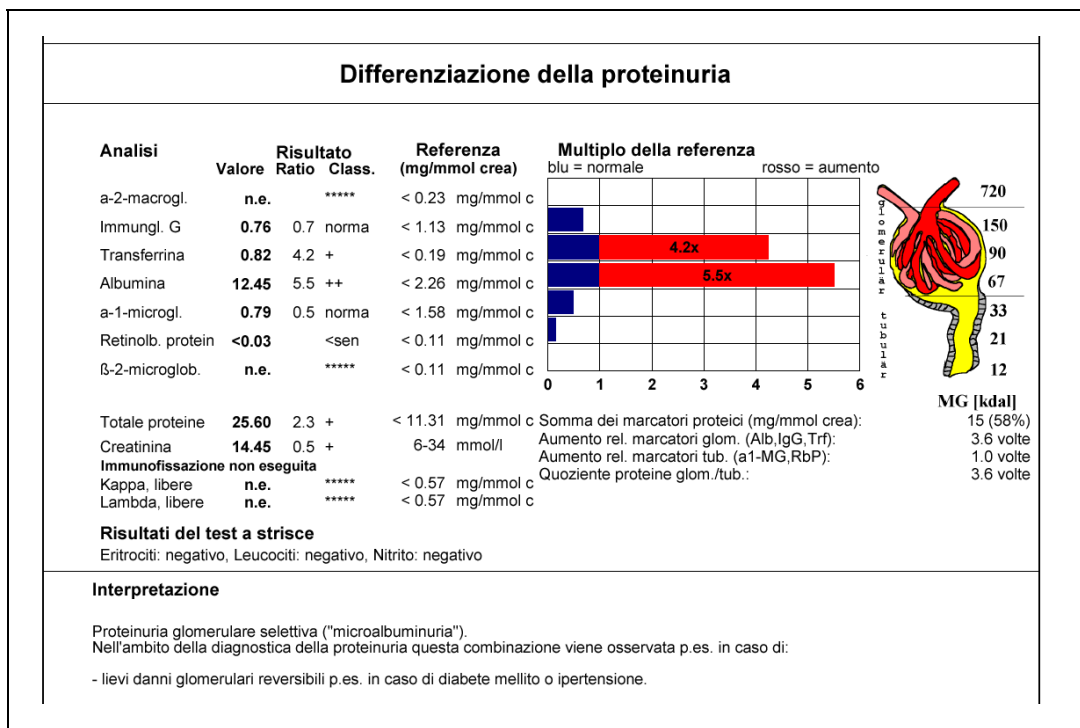 Differenziazione della proteinuria
Analisi Risultato Referenza Multiplo della referenza
Valore Ratio Class. (mg/mmol crea) blu = normale rosso = aumento
a-2-macrogl. n.e. ***** < 0.23 mg/mmol c
Immungl. G 0.76 0.7 norma < 1.13 mg/mmol c
Transferrina 0.82 4.2 + < 0.19 mg/mmol c 4.2x
Albumina 12.45 5.5 ++ < 2.26 mg/mmol c 5.5x
a-1-microgl. 0.79 0.5 norma < 1.58 mg/mmol c
Retinolb. protein <0.03 <sen < 0.11 mg/mmol c
ß-2-microglob. n.e. ***** < 0.11 mg/mmol c
0 1 2 3 4 5 6
glomerulär
tubulär
720
150
90
67
33
21
12
MG [kdal]
Totale proteine 25.60 2.3 + < 11.31 mg/mmol c Somma dei marcatori proteici (mg/mmol crea): 15 (58%)
Creatinina 14.45 0.5 + 6-34 mmol/l Aumento rel. marcatori glom. (Alb,IgG,Trf): 3.6 volte
Immunofissazione non eseguita Aumento rel. marcatori tub. (a1-MG,RbP): 1.0 volte
Kappa, libere n.e. ***** < 0.57 mg/mmol c Quoziente proteine glom./tub.: 3.6 volte
Lambda, libere n.e. ***** < 0.57 mg/mmol c
Risultati del test a strisce
Eritrociti: negativo, Leucociti: negativo, Nitrito: negativo
Interpretazione
Proteinuria glomerulare selettiva ("microalbuminuria").
Nell'ambito della diagnostica della proteinuria questa combinazione viene osservata p.es. in caso di:
- lievi danni glomerulari reversibili p.es. in caso di diabete mellito o ipertensione.